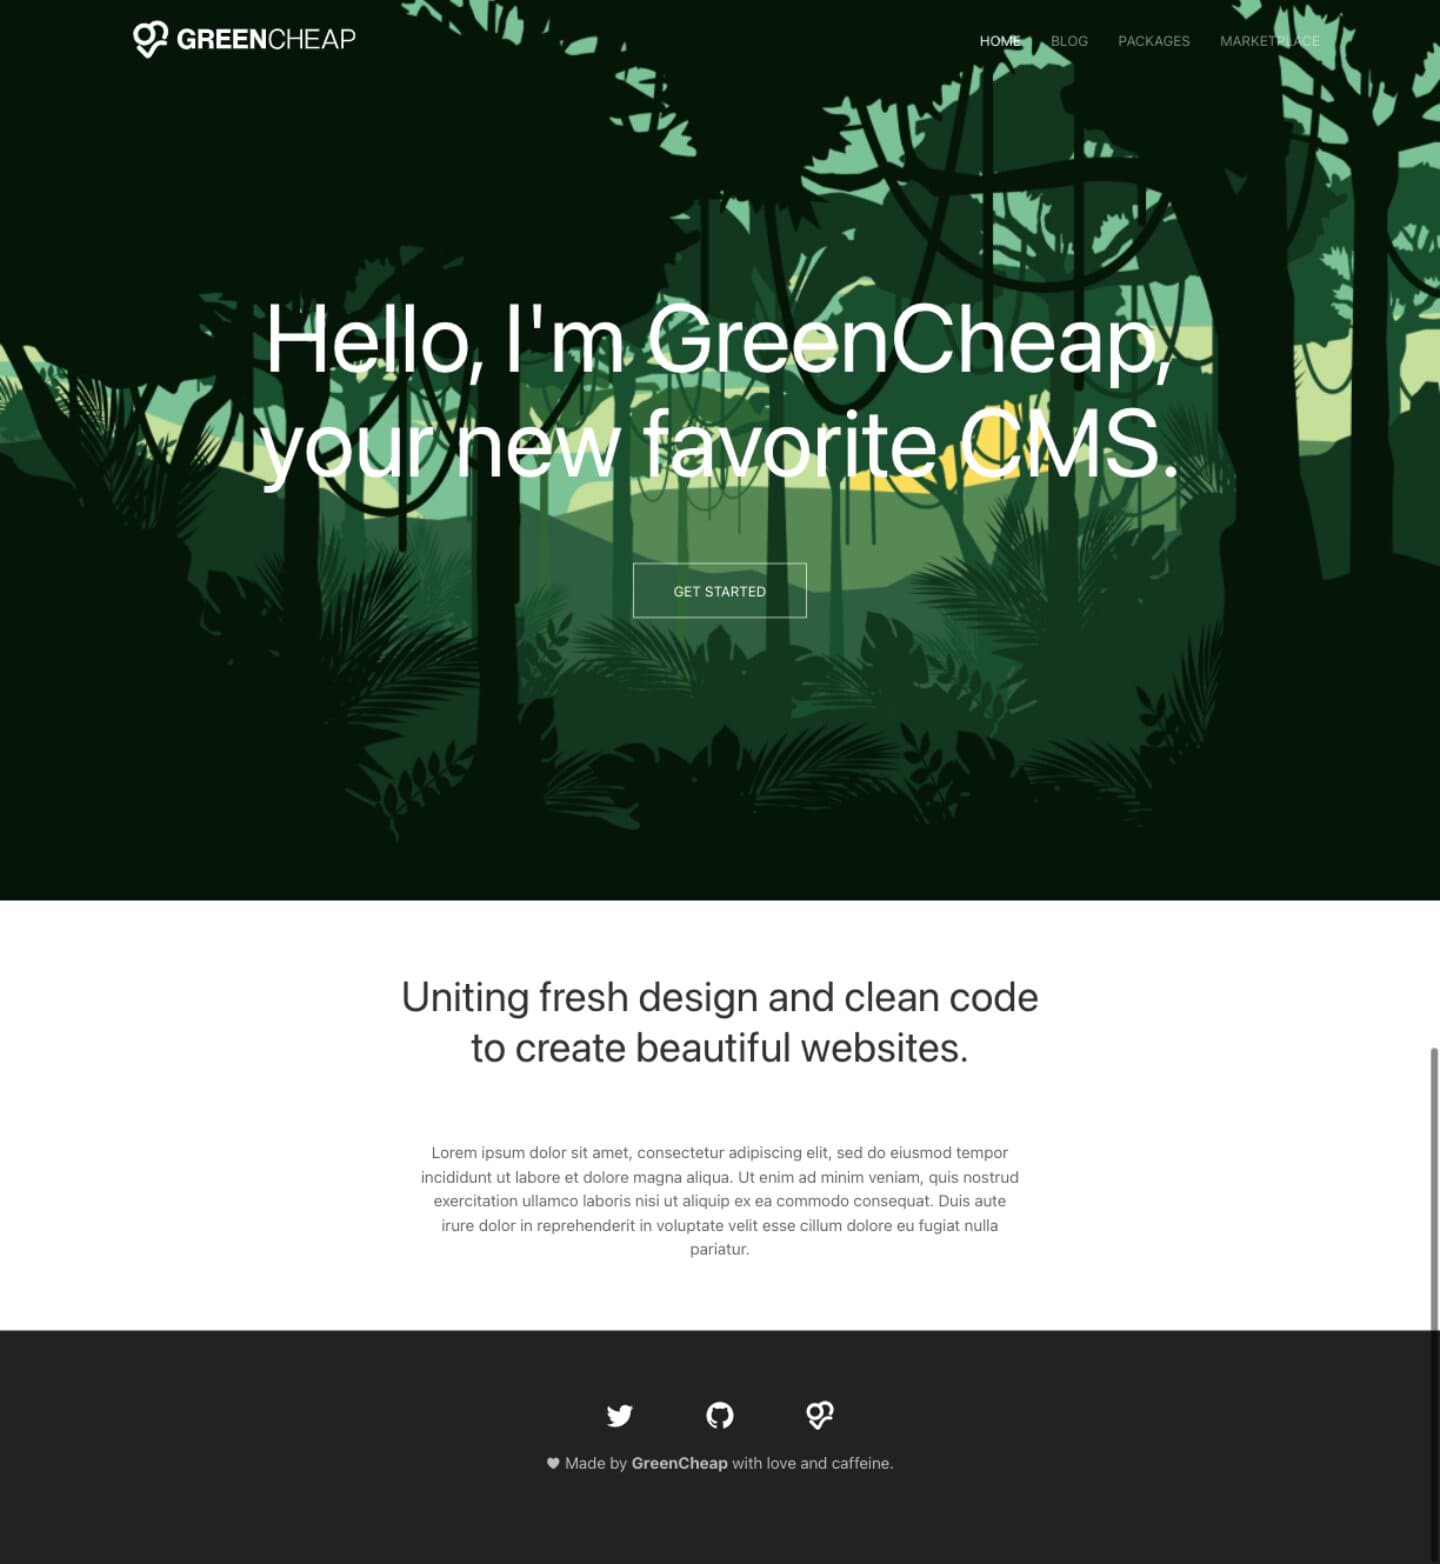 GREENCHEAP
HOME BLOG PACKAGES MARKETPLACE
Hello, I'm GreenCheap,
your new favorite CMS.
GET STARTED
Uniting fresh design and clean code
to create beautiful websites.
Lorem ipsum dolor sit amet, consectetur adipiscing elit, sed do eiusmod tempor
incididunt ut labore et dolore magna aliqua. Ut enim ad minim veniam, quis nostrud
exercitation ullamco laboris nisi ut aliquip ex ea commodo consequat. Duis aute
irure dolor in reprehenderit in voluptate velit esse cillum dolore eu fugiat nulla
pariatur.
Made by GreenCheap with love and caffeine.